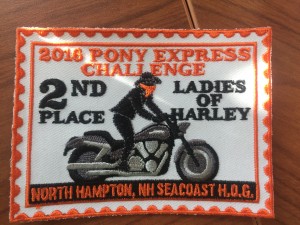 2016 PONY EXPRESS
CHALLENGE
2ND
PLACE
LADIES
OF
HARLEY
NORTH HAMPTON, NH SEACOAST H.O.G.